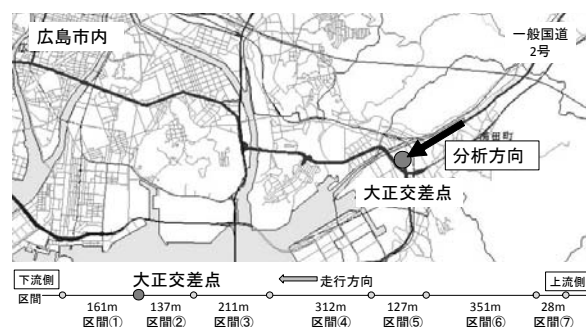 広島市内
一般国道
2号
海田町
分析方向
大正交差点
下流側
大正交差点
走行方向
上流側
区間
161m
137m
211m
312m
127m
351m
28m
区間①
区間②
区間③
区間④
区間⑤
区間⑥
区間⑦